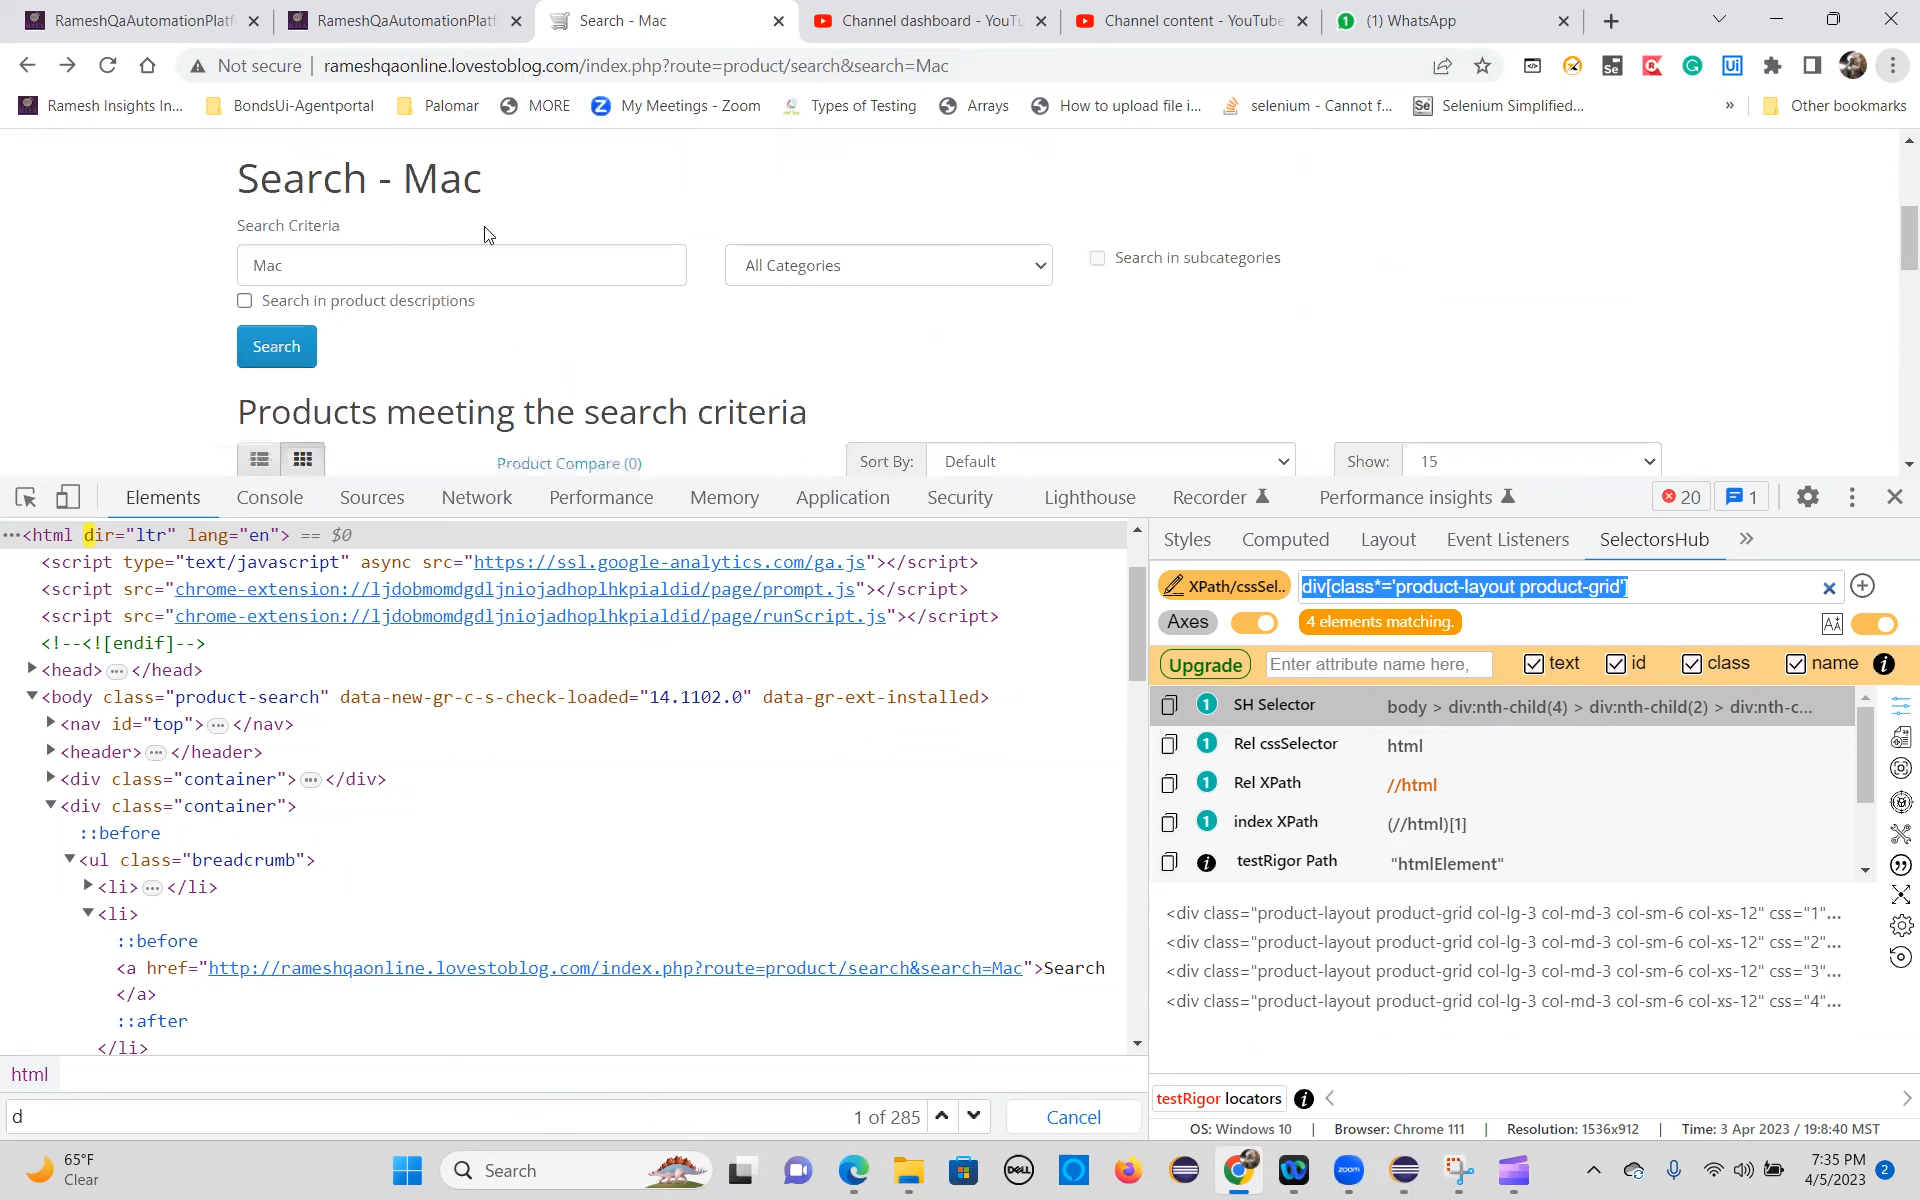 RameshQaAutomationPlatf
RameshQaAutomationPlatf
Search - Mac
Channel dashboard - YouTu
Channel content - YouTube
(1) WhatsApp
Not secure | rameshqaonline.lovestoblog.com/index.php?route=product/search&search=Mac
Ramesh Insights In... BondsUi-Agentportal Palomar MORE My Meetings - Zoom Types of Testing Arrays How to upload file i... selenium - Cannot f... Selenium Simplified... » Other bookmarks
Search - Mac
Search Criteria
Mac All Categories Search in subcategories
Search in product descriptions
Search
Products meeting the search criteria
Product Compare (0) Sort By: Default Show: 15
Elements Console Sources Network Performance Memory Application Security Lighthouse Recorder Performance insights 20 1
<html dir="ltr" lang="en"> == $0
<script type="text/javascript" async src="https://ssl.google-analytics.com/ga.js"></script>
<script src="chrome-extension://ljdobmomdgdljniojadhoplhkpialdid/page/prompt.js"></script>
<script src="chrome-extension://ljdobmomdgdljniojadhoplhkpialdid/page/runScript.js"></script>
<!--<![endif]-->
<head> ... </head>
<body class="product-search" data-new-gr-c-s-check-loaded="14.1102.0" data-gr-ext-installed>
<nav id="top"> ... </nav>
<header> ... </header>
<div class="container"> ... </div>
<div class="container">
::before
<ul class="breadcrumb">
<li> ... </li>
<li>
::before
<a href="http://rameshqaonline.lovestoblog.com/index.php?route=product/search&search=Mac">Search
</a>
::after
</li>
html
d 1 of 285 Cancel
Styles Computed Layout Event Listeners SelectorsHub »
XPath/cssSel.. div[class*='product-layout product-grid']
Axes 4 elements matching.
Upgrade Enter attribute name here, text id class name
1 SH Selector body > div:nth-child(4) > div:nth-child(2) > div:nth-c...
1 Rel cssSelector html
1 Rel XPath //html
1 index XPath (//html)[1]
testRigor Path "htmlElement"
<div class="product-layout product-grid col-lg-3 col-md-3 col-sm-6 col-xs-12" css="1"...
<div class="product-layout product-grid col-lg-3 col-md-3 col-sm-6 col-xs-12" css="2"...
<div class="product-layout product-grid col-lg-3 col-md-3 col-sm-6 col-xs-12" css="3"...
<div class="product-layout product-grid col-lg-3 col-md-3 col-sm-6 col-xs-12" css="4"...
testRigor locators
OS: Windows 10 | Browser: Chrome 111 | Resolution: 1536x912 | Time: 3 Apr 2023 / 19:8:40 MST
65°F
Clear
Search
DELL
zoom
7:35 PM
4/5/2023
2